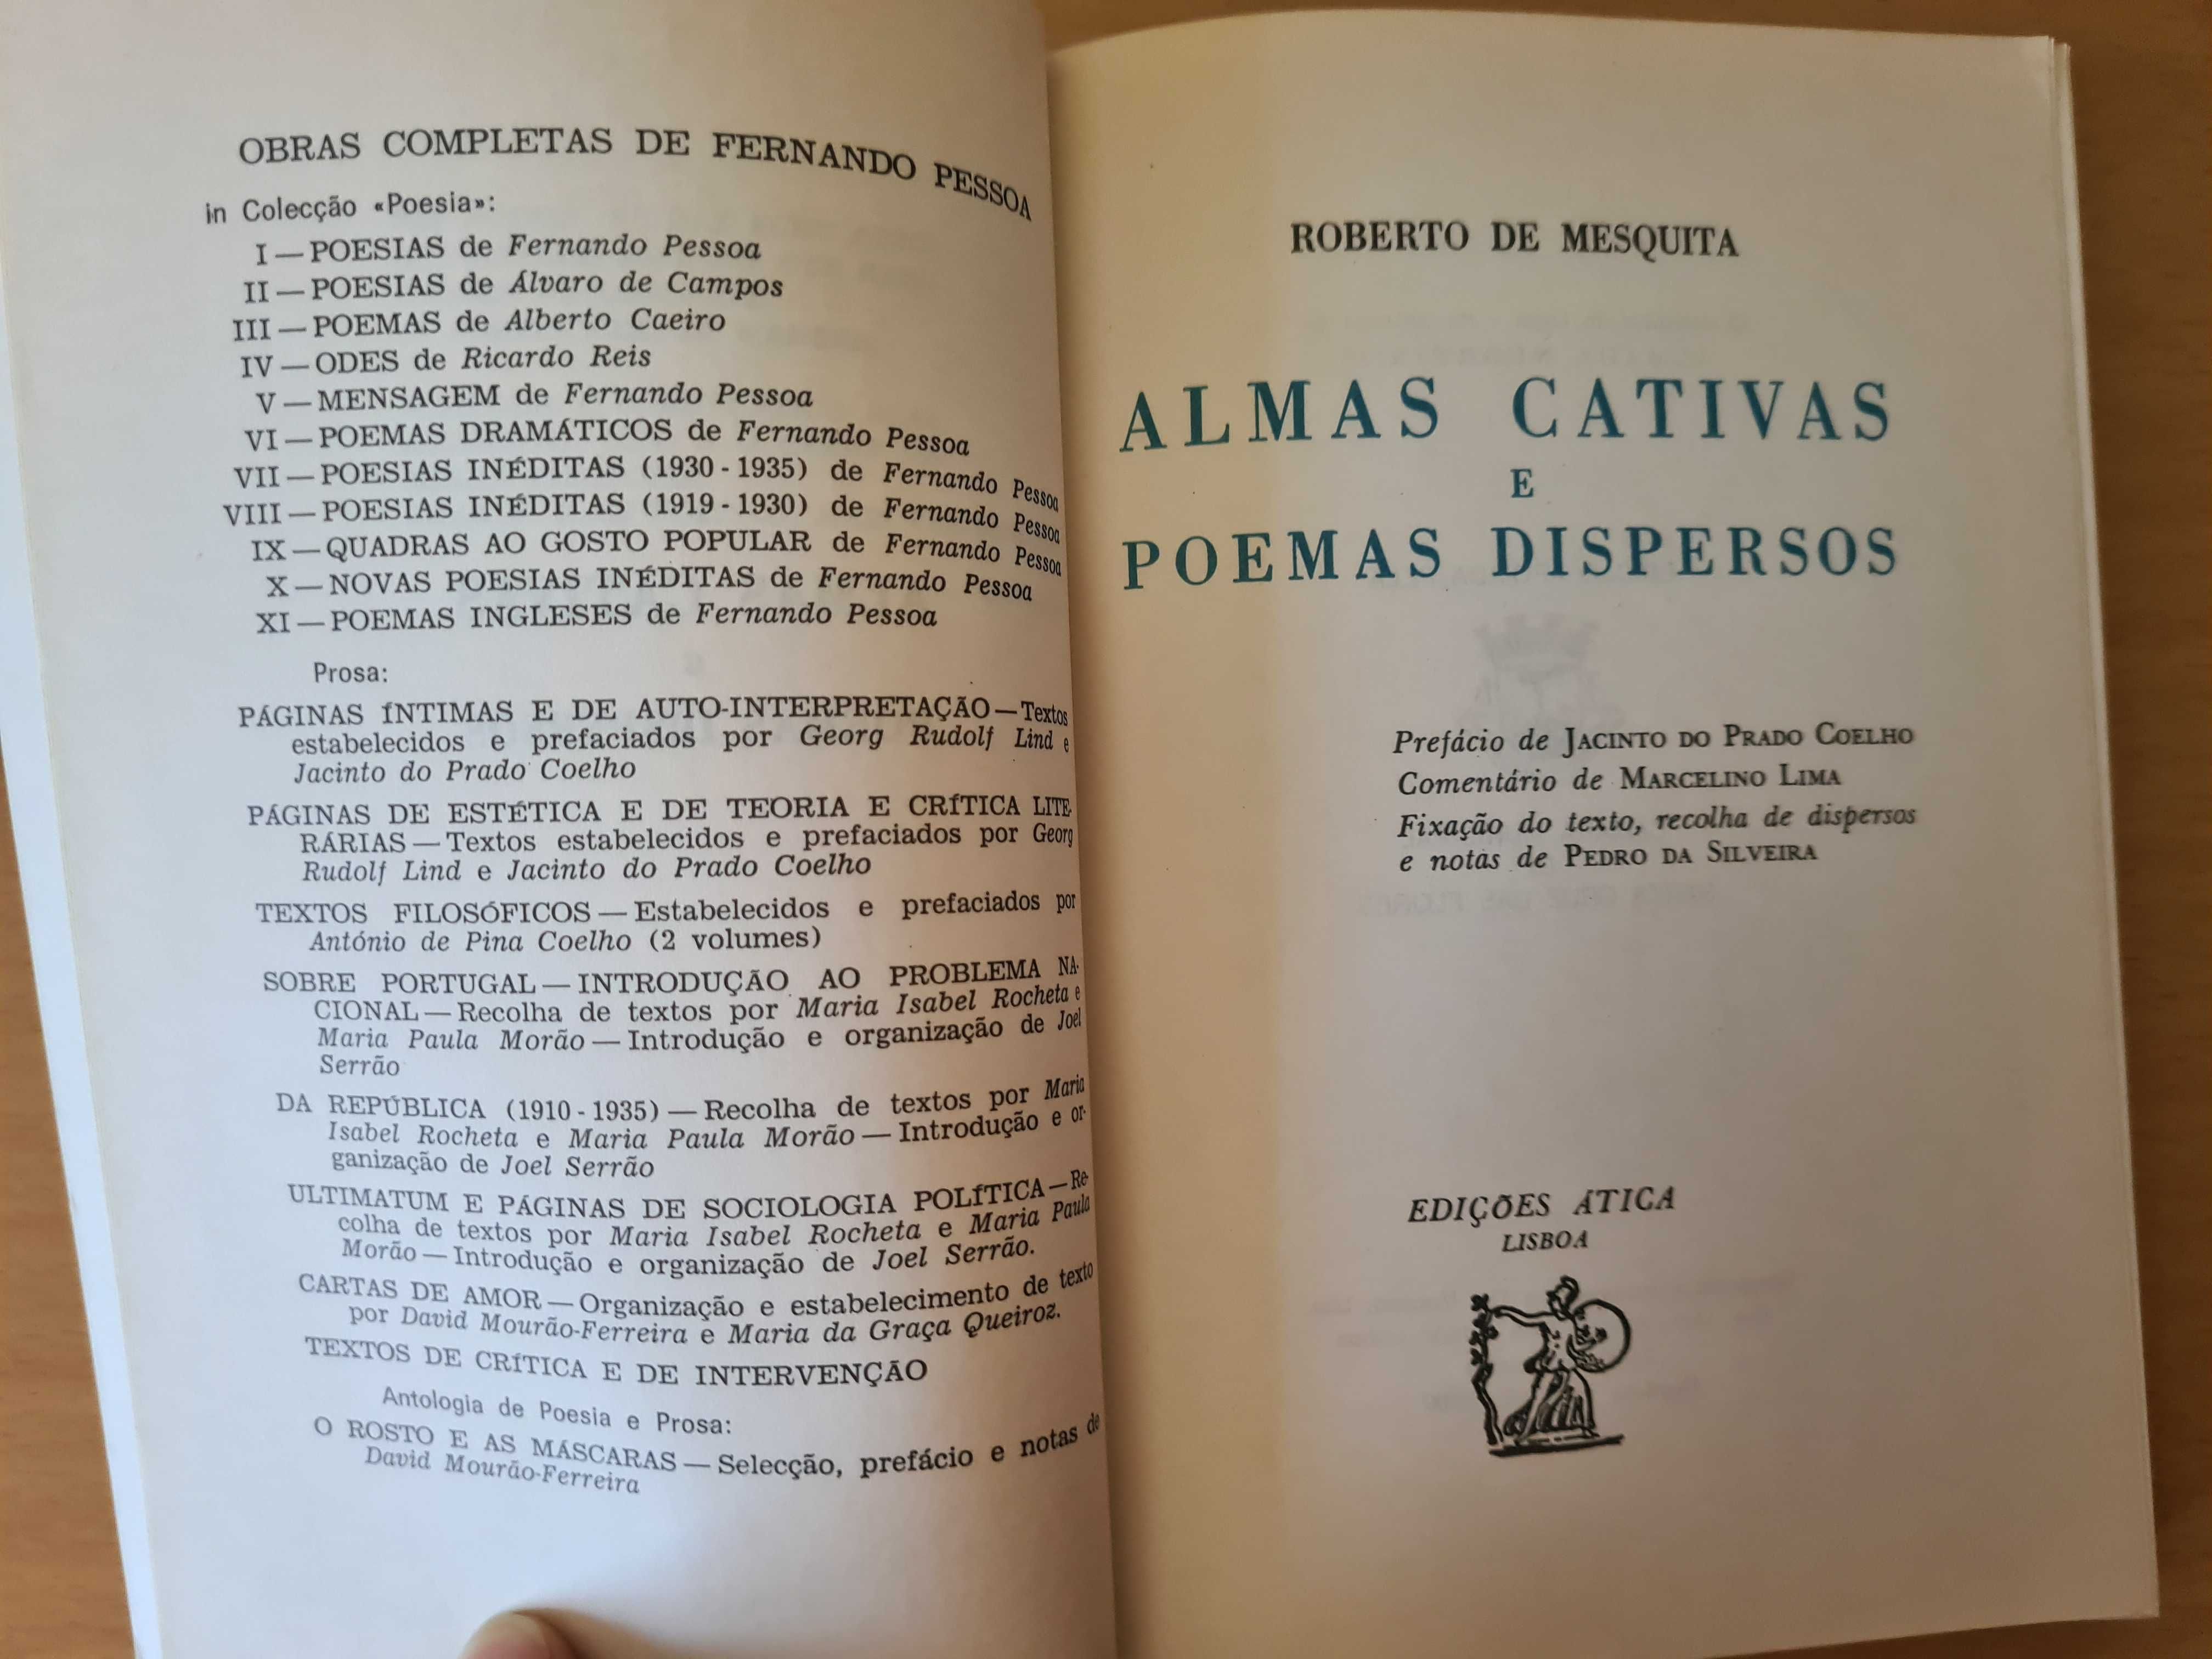 OBRAS COMPLETAS DE FERNANDO PESSOA
in Colecção «Poesia»:
I — POESIAS de Fernando Pessoa
II — POESIAS de Álvaro de Campos
III — POEMAS de Alberto Caeiro
IV — ODES de Ricardo Reis
V — MENSAGEM de Fernando Pessoa
VI — POEMAS DRAMÁTICOS de Fernando Pessoa
VII — POESIAS INÉDITAS (1930 - 1935) de Fernando Pessoa
VIII — POESIAS INÉDITAS (1919 - 1930) de Fernando Pessoa
IX — QUADRAS AO GOSTO POPULAR de Fernando Pessoa
X — NOVAS POESIAS INÉDITAS de Fernando Pessoa
XI — POEMAS INGLESES de Fernando Pessoa
Prosa:
PÁGINAS ÍNTIMAS E DE AUTO-INTERPRETAÇÃO — Textos
estabelecidos e prefaciados por Georg Rudolf Lind e
Jacinto do Prado Coelho
PÁGINAS DE ESTÉTICA E DE TEORIA E CRÍTICA LITE-
RÁRIAS — Textos estabelecidos e prefaciados por Georg
Rudolf Lind e Jacinto do Prado Coelho
TEXTOS FILOSÓFICOS — Estabelecidos e prefaciados por
António de Pina Coelho (2 volumes)
SOBRE PORTUGAL — INTRODUÇÃO AO PROBLEMA NA-
CIONAL — Recolha de textos por Maria Isabel Rocheta e
Maria Paula Morão — Introdução e organização de Joel
Serrão
DA REPÚBLICA (1910 - 1935) — Recolha de textos por Maria
Isabel Rocheta e Maria Paula Morão — Introdução e or-
ganização de Joel Serrão
ULTIMATUM E PÁGINAS DE SOCIOLOGIA POLÍTICA — Re-
colha de textos por Maria Isabel Rocheta e Maria Paula
Morão — Introdução e organização de Joel Serrão.
CARTAS DE AMOR — Organização e estabelecimento de texto
por David Mourão-Ferreira e Maria da Graça Queiroz.
TEXTOS DE CRÍTICA E DE INTERVENÇÃO
Antologia de Poesia e Prosa:
O ROSTO E AS MÁSCARAS — Selecção, prefácio e notas de
David Mourão-Ferreira
ROBERTO DE MESQUITA
ALMAS CATIVAS
E
POEMAS DISPERSOS
Prefácio de JACINTO DO PRADO COELHO
Comentário de MARCELINO LIMA
Fixação do texto, recolha de dispersos
e notas de PEDRO DA SILVEIRA
EDIÇÕES ÁTICA
LISBOA